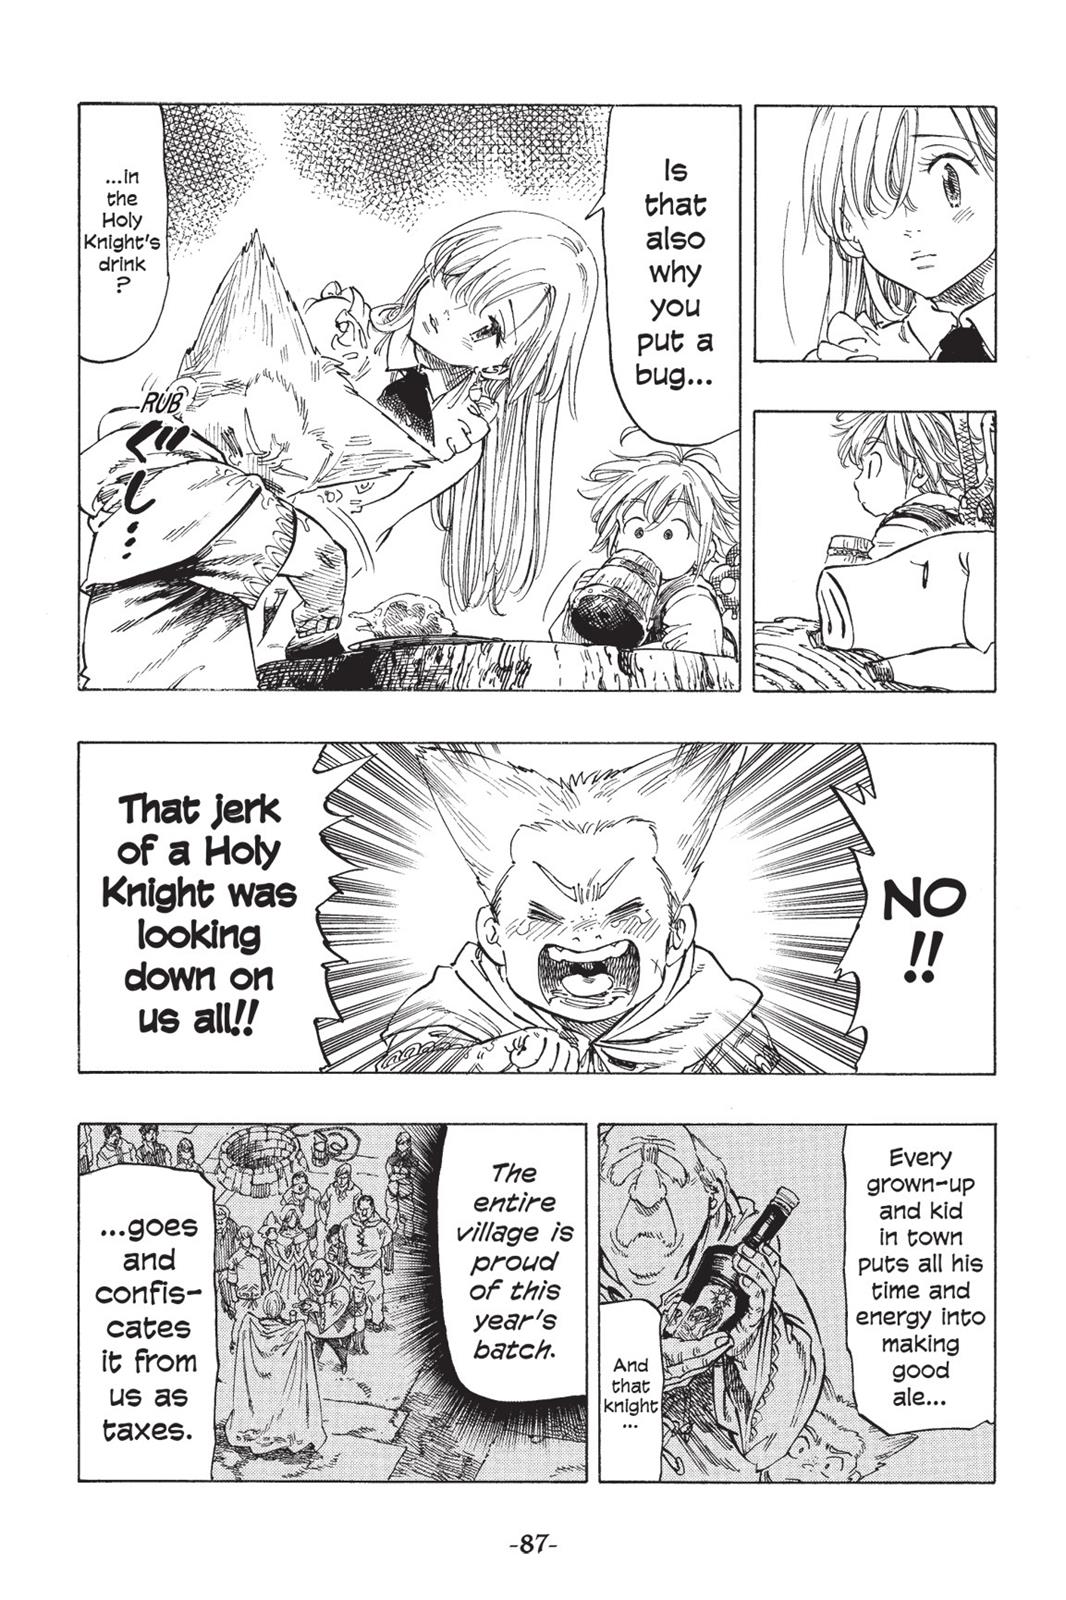 Is
that
also
why
you
put a
bug...
...in
the
Holy
Knight's
drink
?
RUB
ぐし…
NO
!!
That jerk
of a Holy
Knight was
looking
down on
us all!!
Every
grown-up
and kid
in town
puts all his
time and
energy into
making
good
ale...
And
that
knight
...
The
entire
village is
proud
of this
year's
batch.
...goes
and
confis-
cates
it from
us as
taxes.
-87-